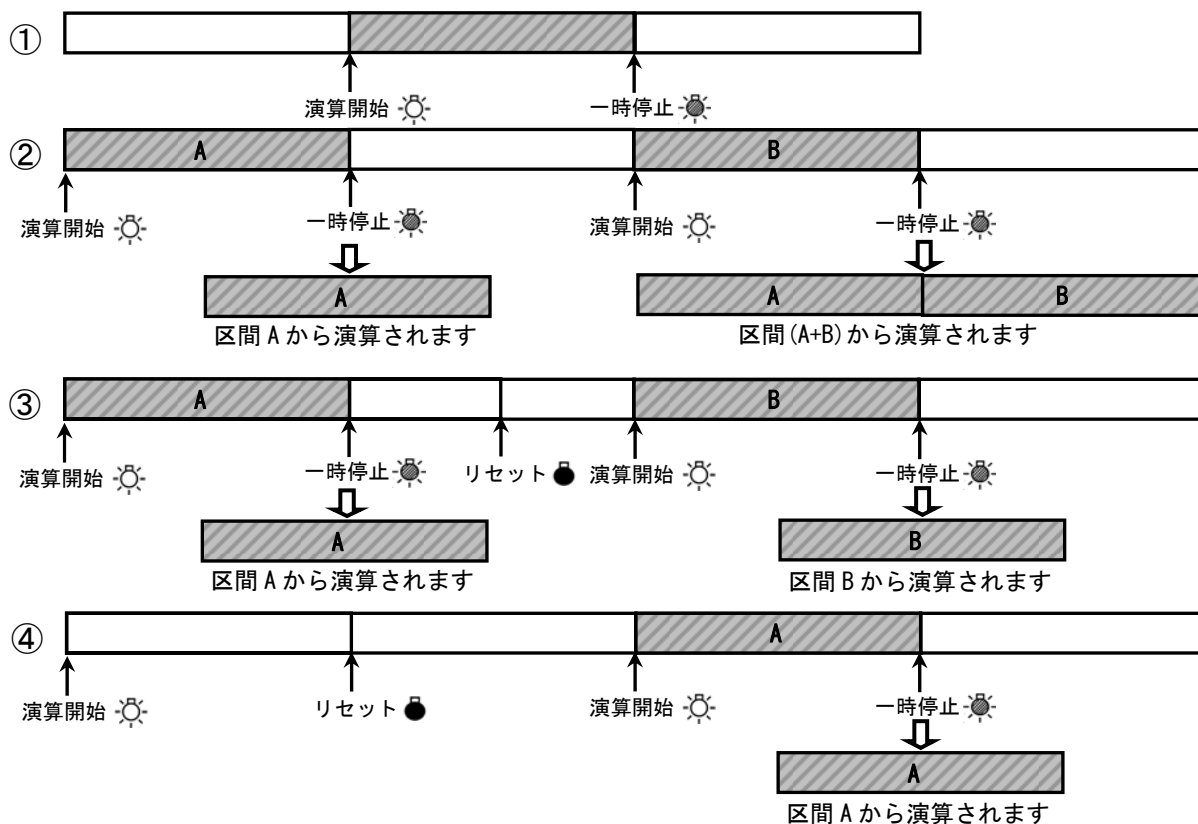 ①
演算開始 一時停止
②
A B
演算開始 一時停止 演算開始 一時停止
A A B
区間 A から演算されます 区間(A+B)から演算されます
③
A B
演算開始 一時停止 リセット 演算開始 一時停止
A B
区間 A から演算されます 区間 B から演算されます
④
A
演算開始 リセット 演算開始 一時停止
A
区間 A から演算されます